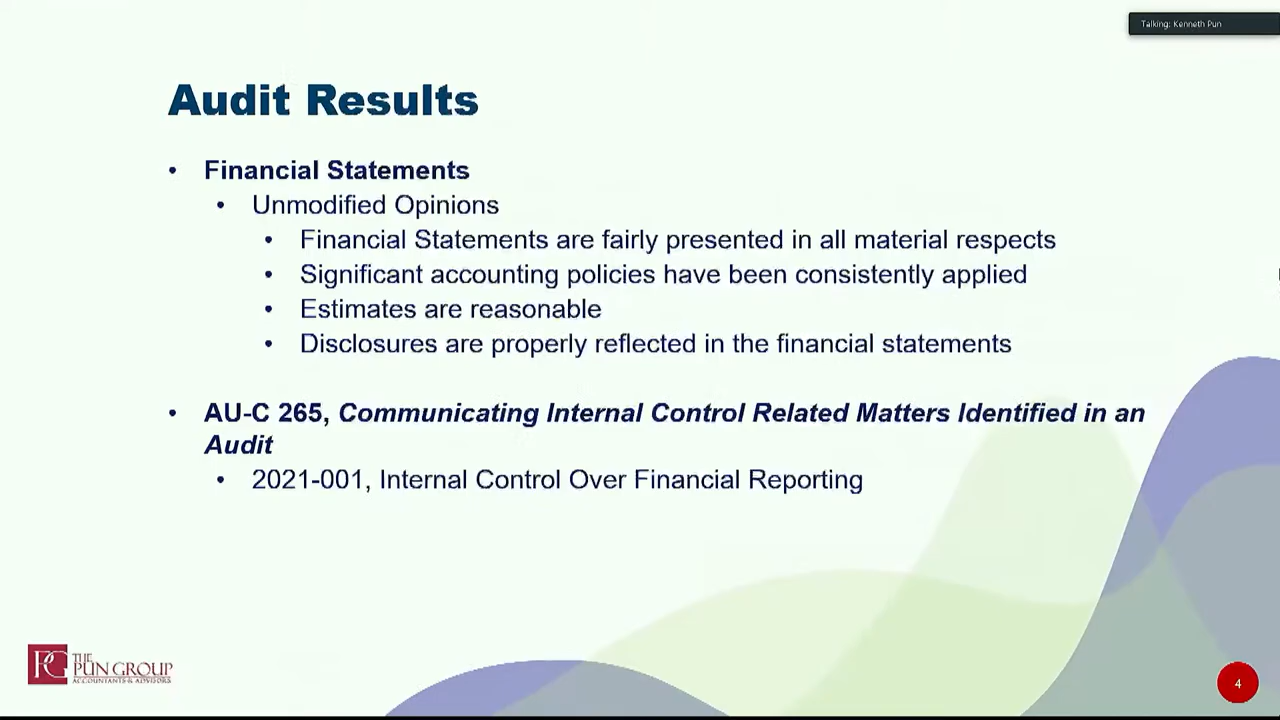 Talking: Kenneth Pun
Audit Results
• Financial Statements
• Unmodified Opinions
• Financial Statements are fairly presented in all material respects
• Significant accounting policies have been consistently applied
• Estimates are reasonable
• Disclosures are properly reflected in the financial statements
• AU-C 265, Communicating Internal Control Related Matters Identified in an
Audit
• 2021-001, Internal Control Over Financial Reporting
PG
THE
PUN GROUP
ACCOUNTANTS & ADVISORS
4